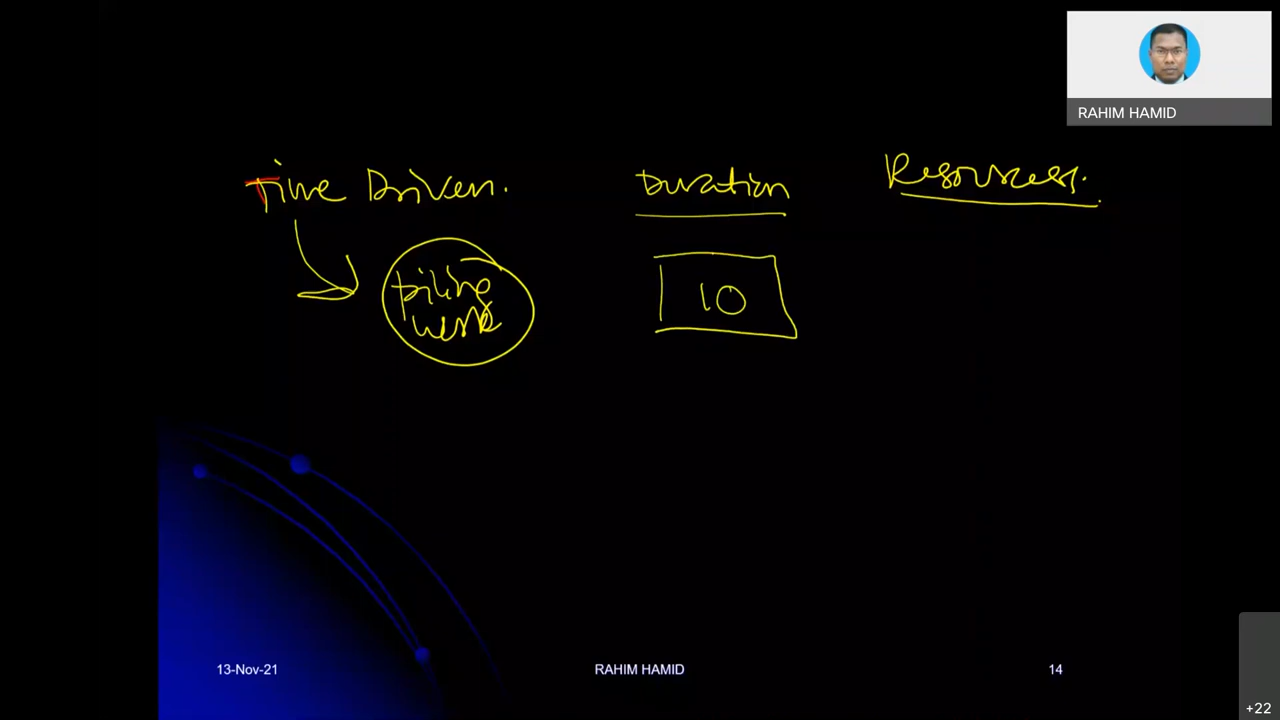 RAHIM HAMID
Time Driven. Duration Resources.
piling
work
10
13-Nov-21 RAHIM HAMID 14
+22